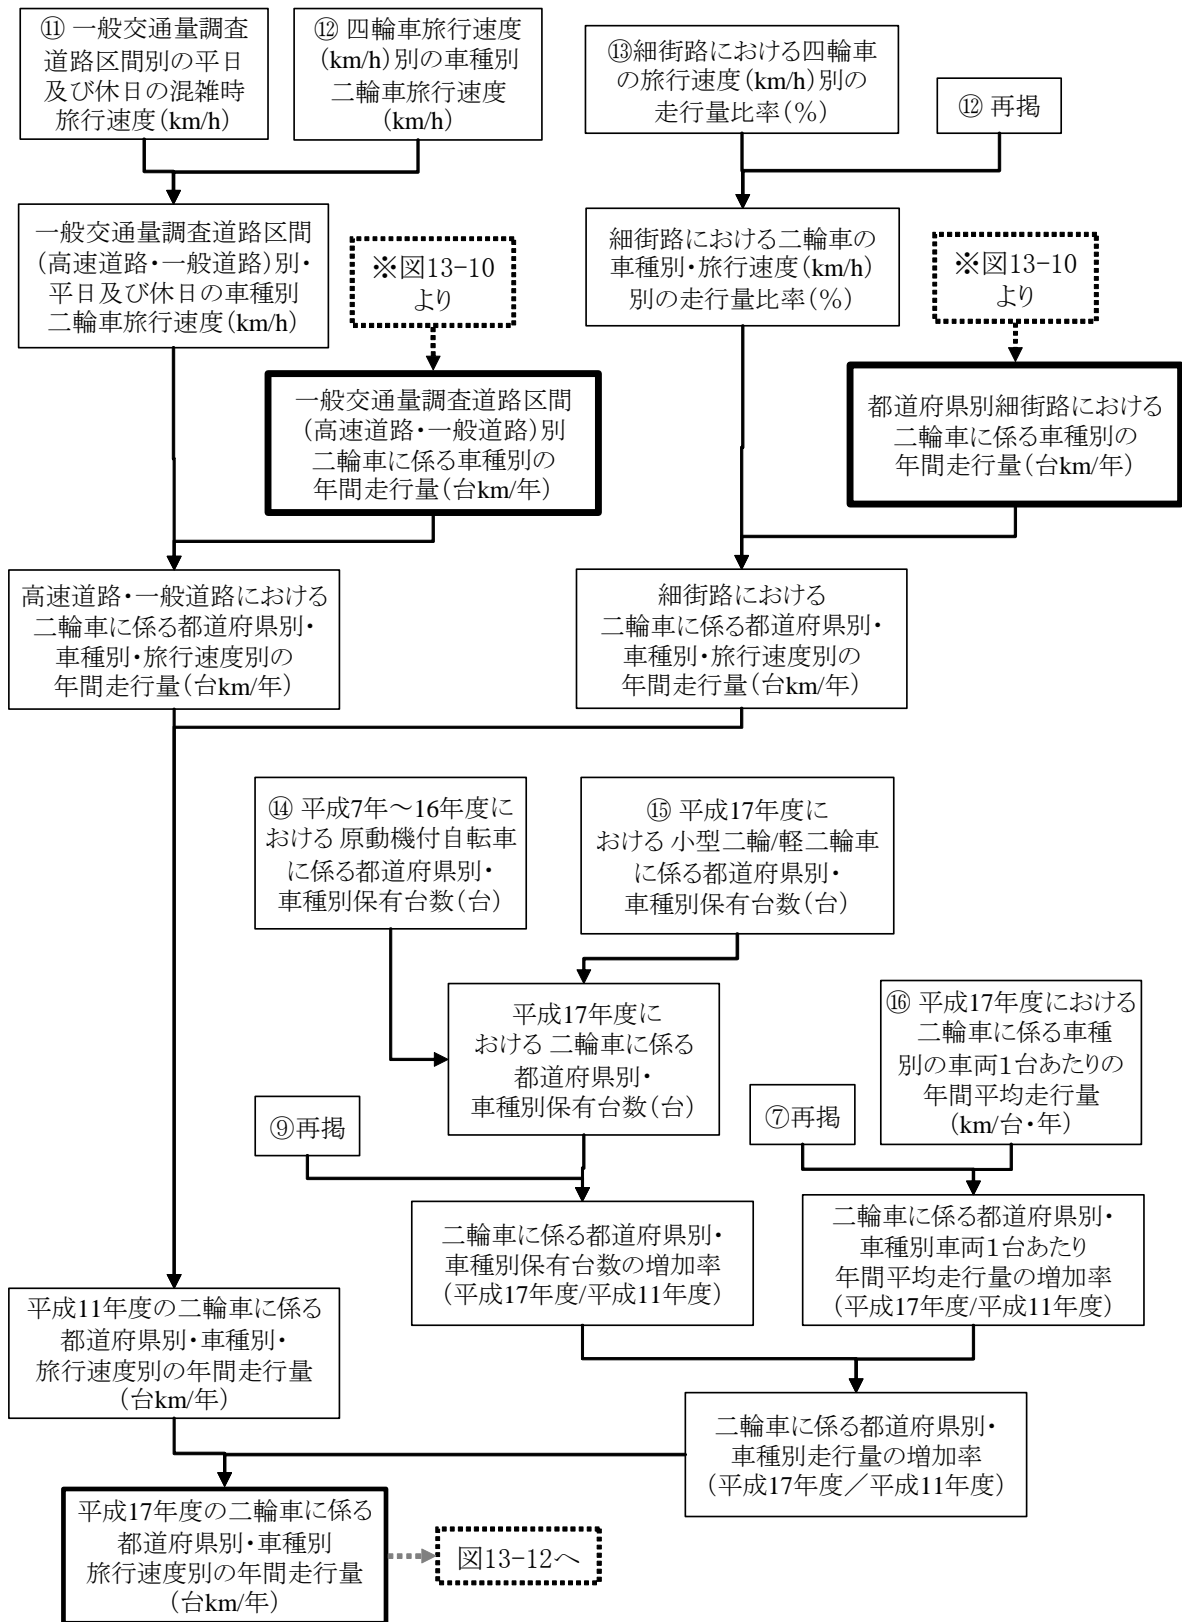 ⑪ 一般交通量調査
道路区間別の平日
及び休日の混雑時
旅行速度(km/h)
⑫ 四輪車旅行速度
(km/h)別の車種別
二輪車旅行速度
(km/h)
⑬細街路における四輪車
の旅行速度(km/h)別の
走行量比率(%)
⑫ 再掲
一般交通量調査道路区間
(高速道路・一般道路)別・
平日及び休日の車種別
二輪車旅行速度(km/h)
※図13-10
より
細街路における二輪車の
車種別・旅行速度(km/h)
別の走行量比率(%)
※図13-10
より
一般交通量調査道路区間
(高速道路・一般道路)別
二輪車に係る車種別の
年間走行量(台km/年)
都道府県別細街路における
二輪車に係る車種別の
年間走行量(台km/年)
高速道路・一般道路における
二輪車に係る都道府県別・
車種別・旅行速度別の
年間走行量(台km/年)
細街路における
二輪車に係る都道府県別・
車種別・旅行速度別の
年間走行量(台km/年)
⑭ 平成7年～16年度に
おける 原動機付自転車
に係る都道府県別・
車種別保有台数(台)
⑮ 平成17年度に
おける 小型二輪/軽二輪車
に係る都道府県別・
車種別保有台数(台)
平成17年度に
おける 二輪車に係る
都道府県別・
車種別保有台数(台)
⑯ 平成17年度における
二輪車に係る車種
別の車両1台あたりの
年間平均走行量
(km/台・年)
⑨再掲
⑦再掲
二輪車に係る都道府県別・
車種別保有台数の増加率
(平成17年度/平成11年度)
二輪車に係る都道府県別・
車種別車両1台あたり
年間平均走行量の増加率
(平成17年度/平成11年度)
平成11年度の二輪車に係る
都道府県別・車種別・
旅行速度別の年間走行量
(台km/年)
二輪車に係る都道府県別・
車種別走行量の増加率
(平成17年度／平成11年度)
平成17年度の二輪車に係る
都道府県別・車種別
旅行速度別の年間走行量
(台km/年)
図13-12へ